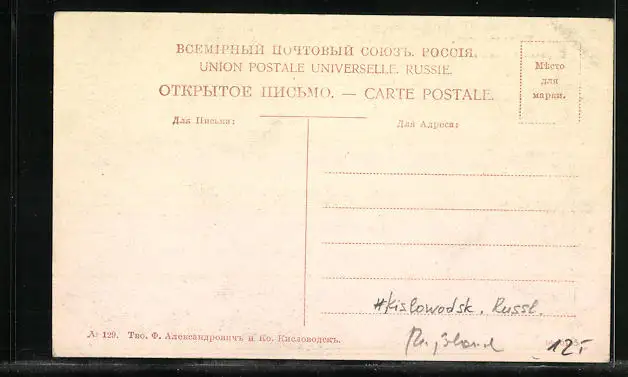 ВСЕМІРНЫЙ ПОЧТОВЫЙ СОЮЗЪ. РОССІЯ.
UNION POSTALE UNIVERSELLE. RUSSIE.
ОТКРЫТОЕ ПИСЬМО. — CARTE POSTALE.
Мѣсто
для
марки.
Для Письма:
Для Адреса:
#Kislowodsk, Russl.
Rußland
12.-
№ 129. Тво. Ф. Александровичъ и Ко. Кисловодскъ.